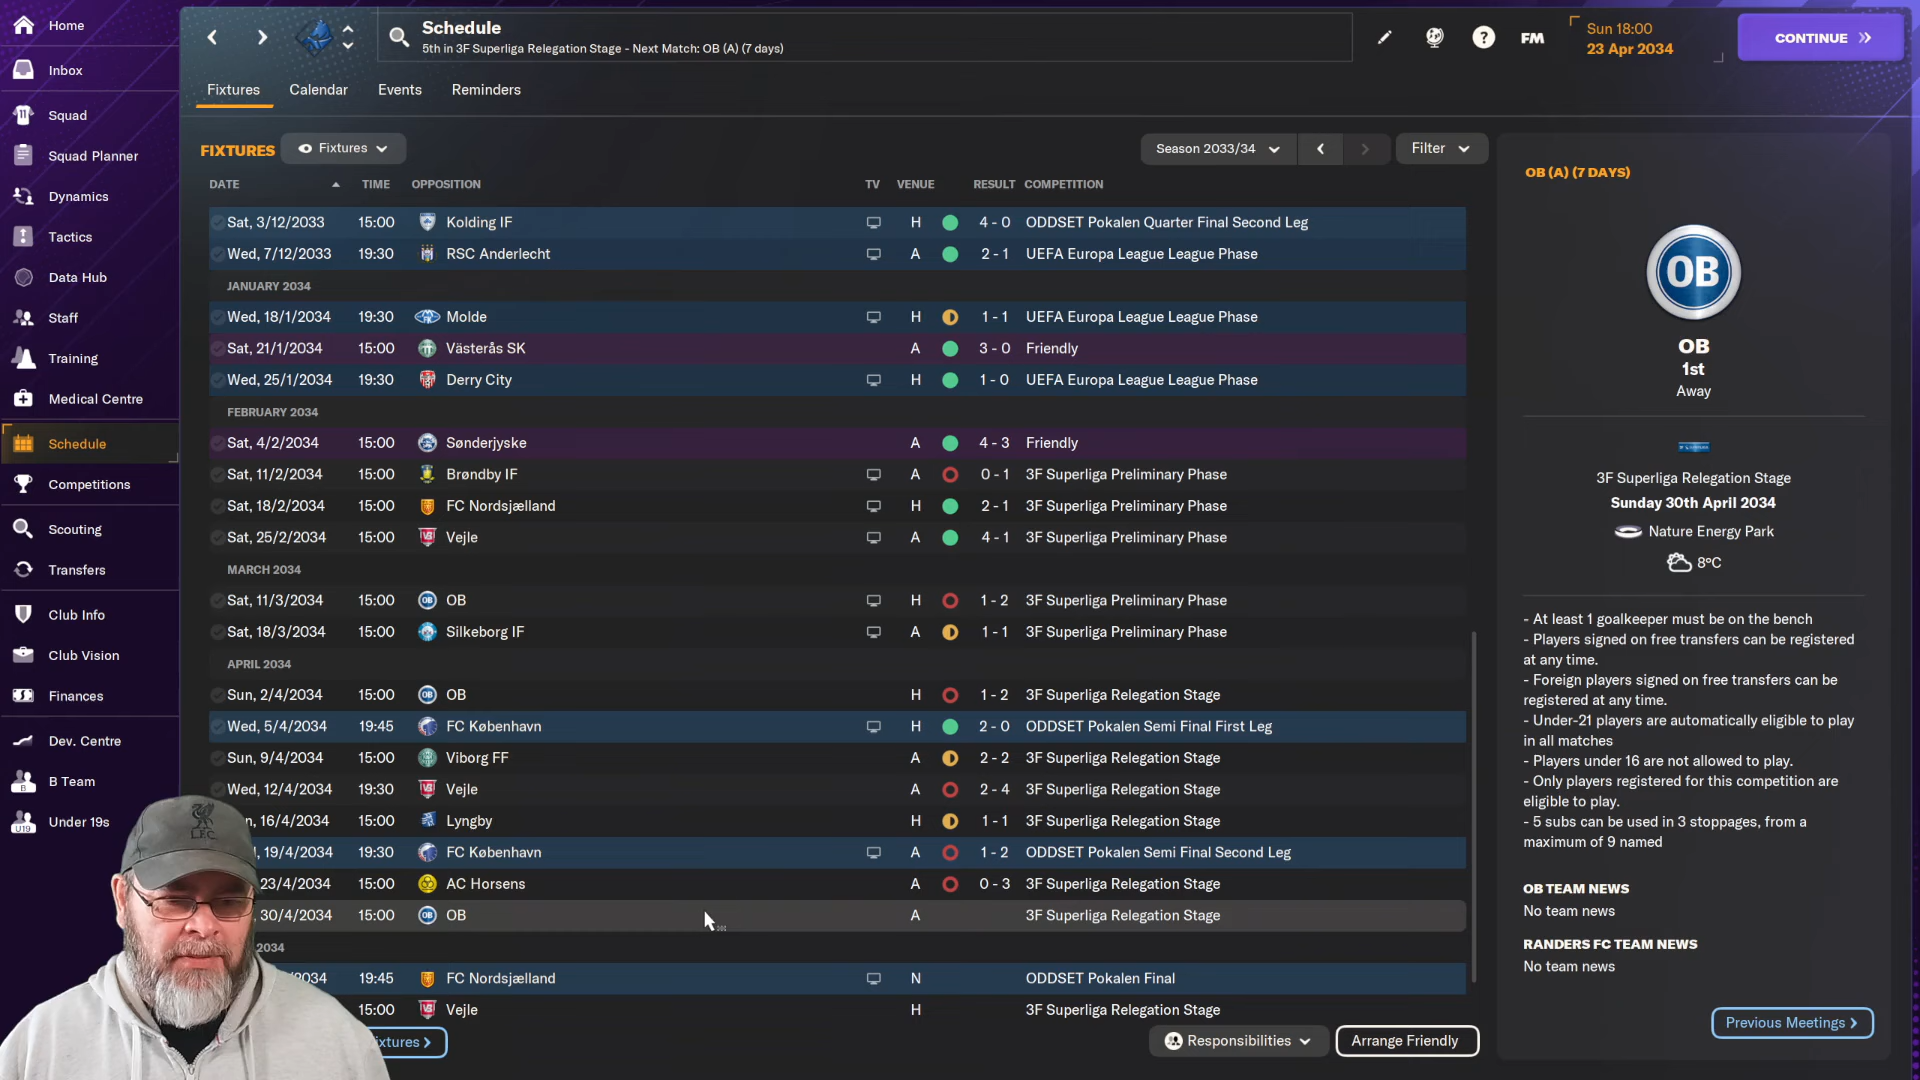 Home
Inbox
Squad
Squad Planner
Dynamics
Tactics
Data Hub
Staff
Training
Medical Centre
Schedule
Competitions
Scouting
Transfers
Club Info
Club Vision
Finances
Dev. Centre
B Team
Under 19s
Schedule
5th in 3F Superliga Relegation Stage - Next Match: OB (A) (7 days)
? FM
Sun 18:00
23 Apr 2034
CONTINUE
Fixtures Calendar Events Reminders
FIXTURES Fixtures Season 2033/34 Filter
DATE TIME OPPOSITION TV VENUE RESULT COMPETITION
Sat, 3/12/2033 15:00 Kolding IF H 4 - 0 ODDSET Pokalen Quarter Final Second Leg
Wed, 7/12/2033 19:30 RSC Anderlecht A 2 - 1 UEFA Europa League League Phase
JANUARY 2034
Wed, 18/1/2034 19:30 Molde H 1 - 1 UEFA Europa League League Phase
Sat, 21/1/2034 15:00 Västerås SK A 3 - 0 Friendly
Wed, 25/1/2034 19:30 Derry City H 1 - 0 UEFA Europa League League Phase
FEBRUARY 2034
Sat, 4/2/2034 15:00 Sønderjyske A 4 - 3 Friendly
Sat, 11/2/2034 15:00 Brøndby IF A 0 - 1 3F Superliga Preliminary Phase
Sat, 18/2/2034 15:00 FC Nordsjælland H 2 - 1 3F Superliga Preliminary Phase
Sat, 25/2/2034 15:00 Vejle A 4 - 1 3F Superliga Preliminary Phase
MARCH 2034
Sat, 11/3/2034 15:00 OB H 1 - 2 3F Superliga Preliminary Phase
Sat, 18/3/2034 15:00 Silkeborg IF A 1 - 1 3F Superliga Preliminary Phase
APRIL 2034
Sun, 2/4/2034 15:00 OB H 1 - 2 3F Superliga Relegation Stage
Wed, 5/4/2034 19:45 FC København H 2 - 0 ODDSET Pokalen Semi Final First Leg
Sun, 9/4/2034 15:00 Viborg FF A 2 - 2 3F Superliga Relegation Stage
Wed, 12/4/2034 19:30 Vejle A 2 - 4 3F Superliga Relegation Stage
n, 16/4/2034 15:00 Lyngby H 1 - 1 3F Superliga Relegation Stage
, 19/4/2034 19:30 FC København A 1 - 2 ODDSET Pokalen Semi Final Second Leg
23/4/2034 15:00 AC Horsens A 0 - 3 3F Superliga Relegation Stage
, 30/4/2034 15:00 OB A 3F Superliga Relegation Stage
2034
034 19:45 FC Nordsjælland N ODDSET Pokalen Final
15:00 Vejle H 3F Superliga Relegation Stage
ixtures
Responsibilities
Arrange Friendly
OB (A) (7 DAYS)
OB
OB
1st
Away
3F Superliga Relegation Stage
Sunday 30th April 2034
Nature Energy Park
8°C
- At least 1 goalkeeper must be on the bench
- Players signed on free transfers can be registered
at any time.
- Foreign players signed on free transfers can be
registered at any time.
- Under-21 players are automatically eligible to play
in all matches
- Players under 16 are not allowed to play.
- Only players registered for this competition are
eligible to play.
- 5 subs can be used in 3 stoppages, from a
maximum of 9 named
OB TEAM NEWS
No team news
RANDERS FC TEAM NEWS
No team news
Previous Meetings
L.F.C.